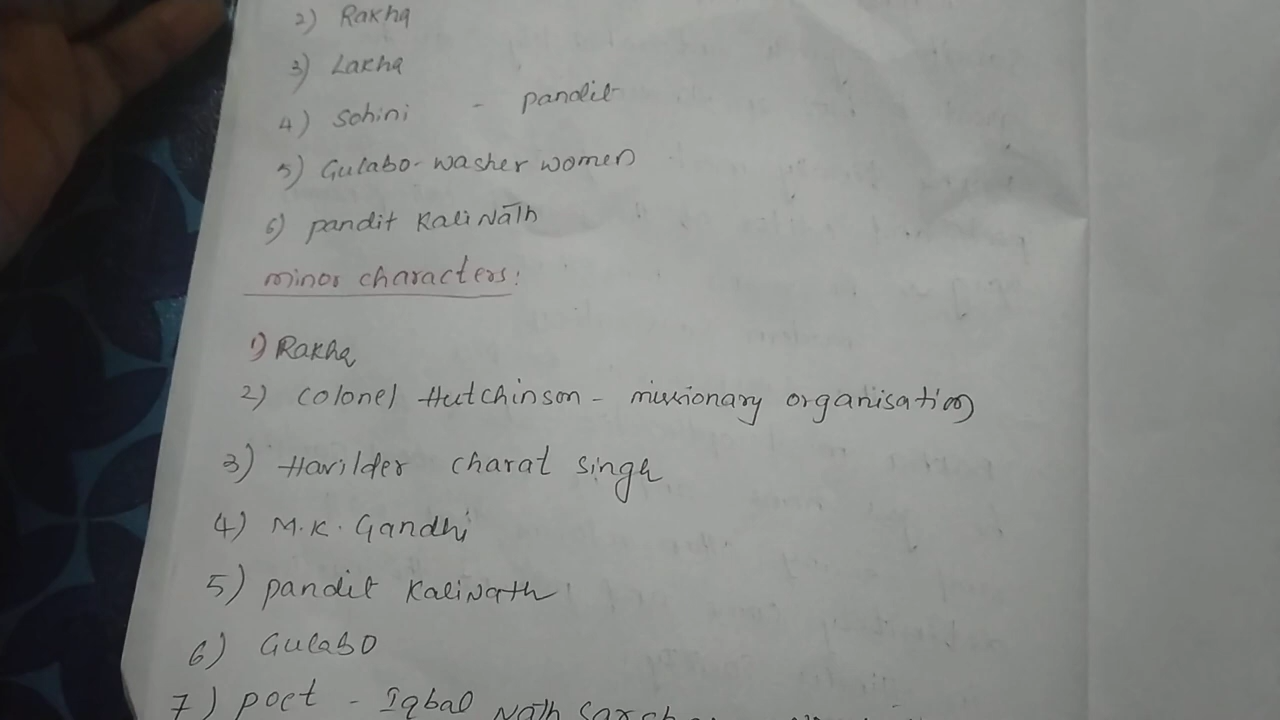 2) Rakha
3) Lakha
4) Sohini - pandit
5) Gulabo- washer women
6) pandit Kali Nath
minor characters:
1) Rakha
2) Colonel Hutchinson - missionary organisation
3) Havilder charat singh
4) M.K. Gandhi
5) pandit Kali Nath
6) Gulabo
7) poet - Iqbal Nath